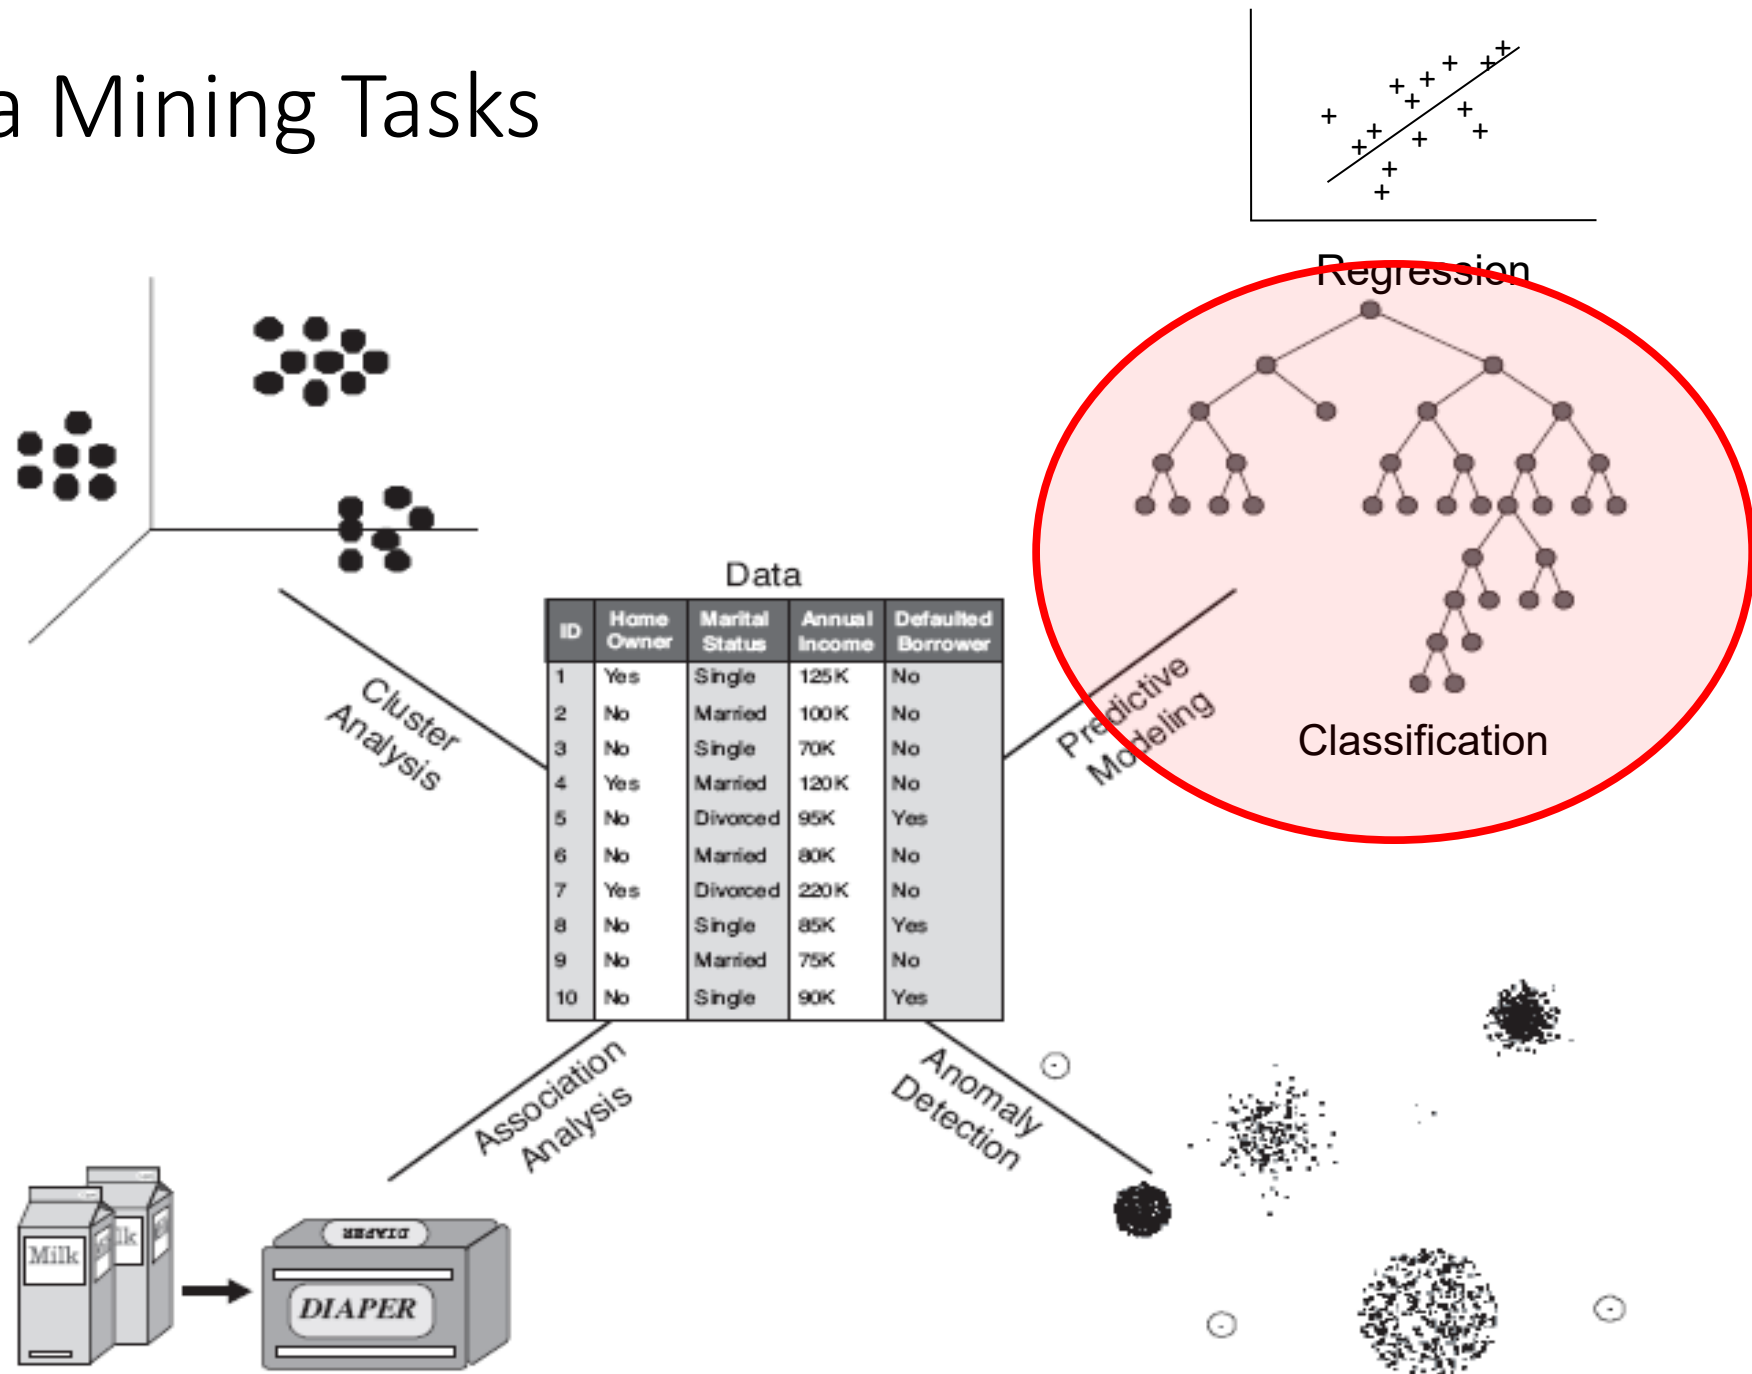 a Mining Tasks
Regression
Classification
Predictive
Modeling
Cluster
Analysis
Data
ID Home Owner Marital Status Annual Income Defaulted Borrower
1 Yes Single 125K No
2 No Married 100K No
3 No Single 70K No
4 Yes Married 120K No
5 No Divorced 95K Yes
6 No Married 80K No
7 Yes Divorced 220K No
8 No Single 85K Yes
9 No Married 75K No
10 No Single 90K Yes
Association
Analysis
Anomaly
Detection
Milk
lk
DIAPER
DIAPER